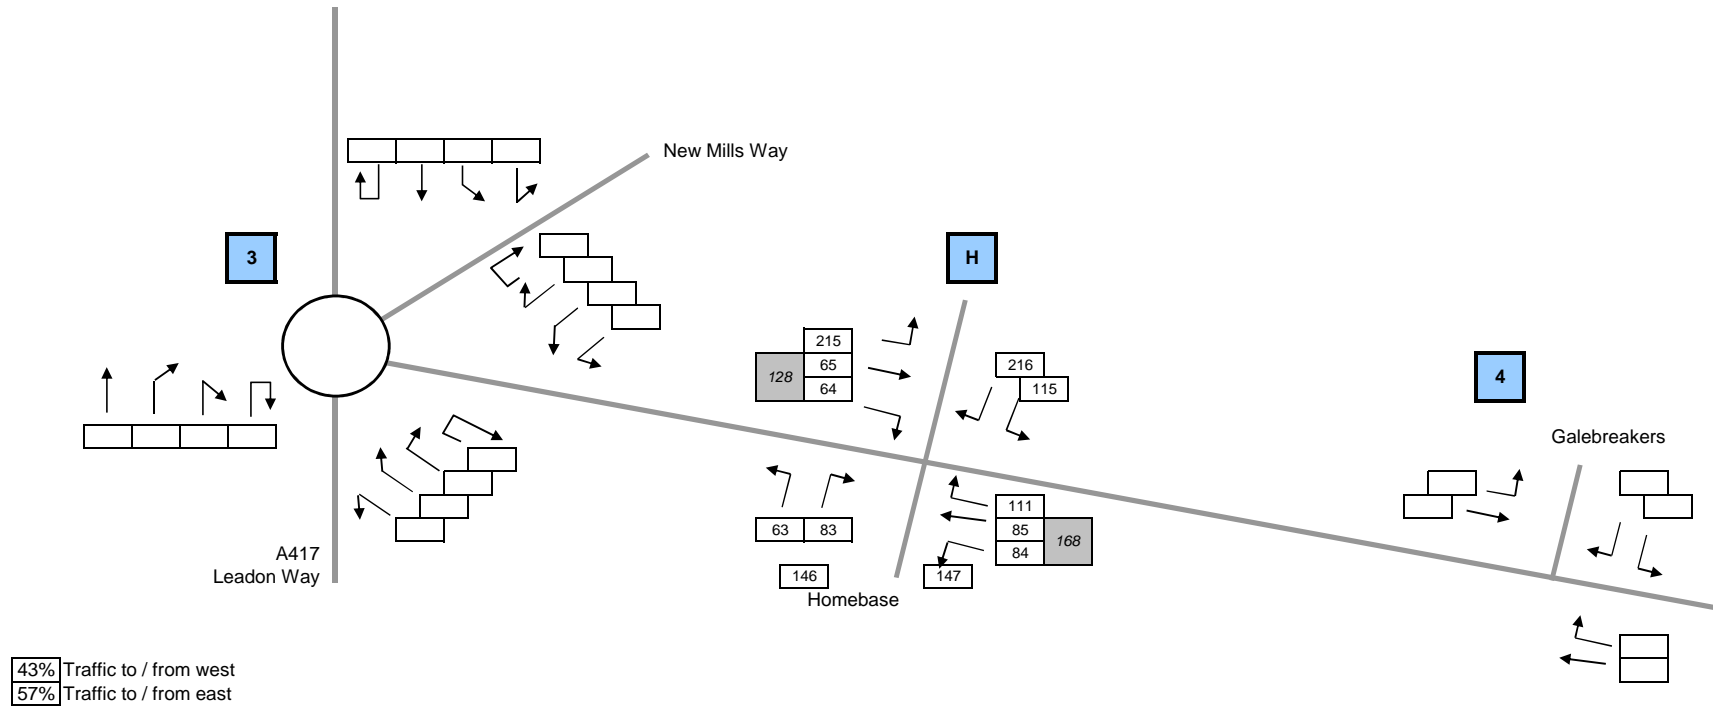 New Mills Way
3
H
215
128
65
64
216
115
4
Galebreakers
63
83
111
85
168
84
146
147
Homebase
A417
Leadon Way
43% Traffic to / from west
57% Traffic to / from east